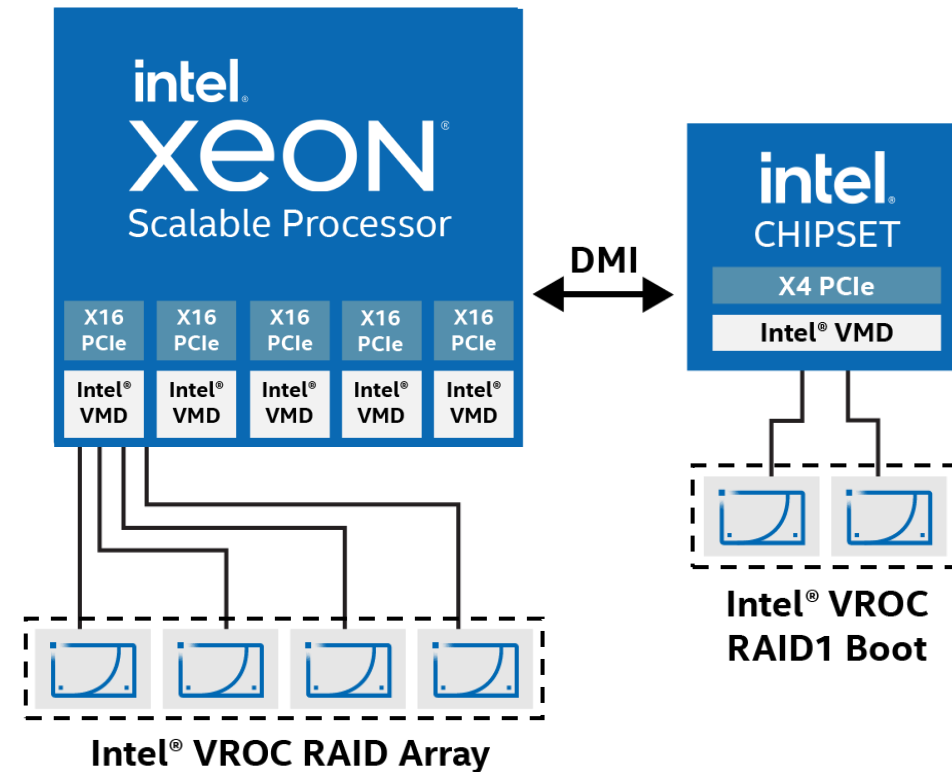 intel®
xeon®
Scalable Processor
X16 PCIe
X16 PCIe
X16 PCIe
X16 PCIe
X16 PCIe
Intel® VMD
Intel® VMD
Intel® VMD
Intel® VMD
Intel® VMD
DMI
intel®
CHIPSET
X4 PCIe
Intel® VMD
Intel® VROC
RAID1 Boot
Intel® VROC RAID Array